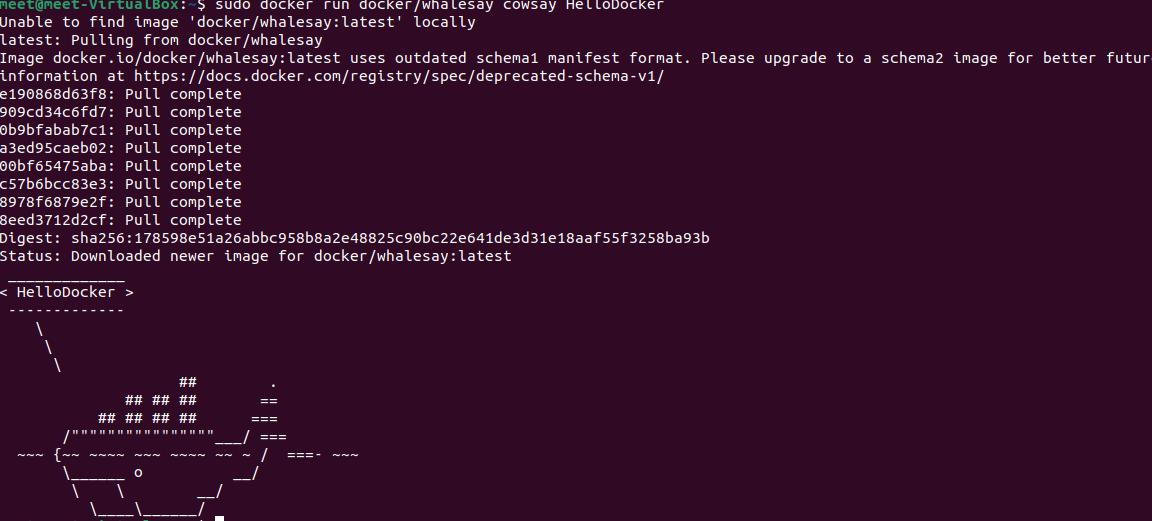 meet@meet-VirtualBox:~$ sudo docker run docker/whalesay cowsay HelloDocker
Unable to find image 'docker/whalesay:latest' locally
latest: Pulling from docker/whalesay
Image docker.io/docker/whalesay:latest uses outdated schema1 manifest format. Please upgrade to a schema2 image for better futur
information at https://docs.docker.com/registry/spec/deprecated-schema-v1/
e190868d63f8: Pull complete
909cd34c6fd7: Pull complete
0b9bfabab7c1: Pull complete
a3ed95caeb02: Pull complete
00bf65475aba: Pull complete
c57b6bcc83e3: Pull complete
8978f6879e2f: Pull complete
8eed3712d2cf: Pull complete
Digest: sha256:178598e51a26abbc958b8a2e48825c90bc22e641de3d31e18aaf55f3258ba93b
Status: Downloaded newer image for docker/whalesay:latest
 _____________
< HelloDocker >
 -------------
    \
     \
      \
                    ##        .
              ## ## ##       ==
           ## ## ## ##      ===
       /""""""""""""""""___/ ===
  ~~~ {~~ ~~~~ ~~~ ~~~~ ~~ ~ /  ===- ~~~
       \______ o          __/
        \    \        __/
          \____\______/